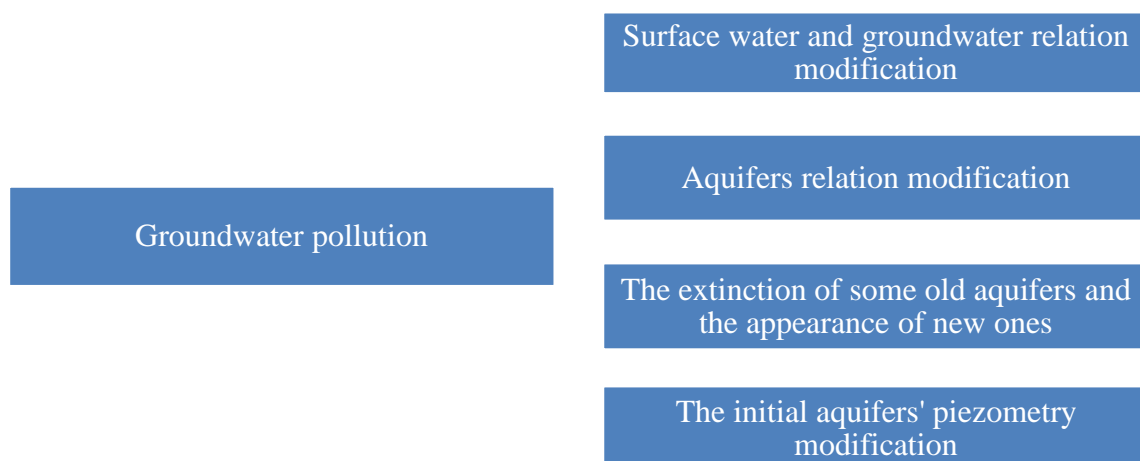 Groundwater pollution
Surface water and groundwater relation
modification
Aquifers relation modification
The extinction of some old aquifers and
the appearance of new ones
The initial aquifers' piezometry
modification